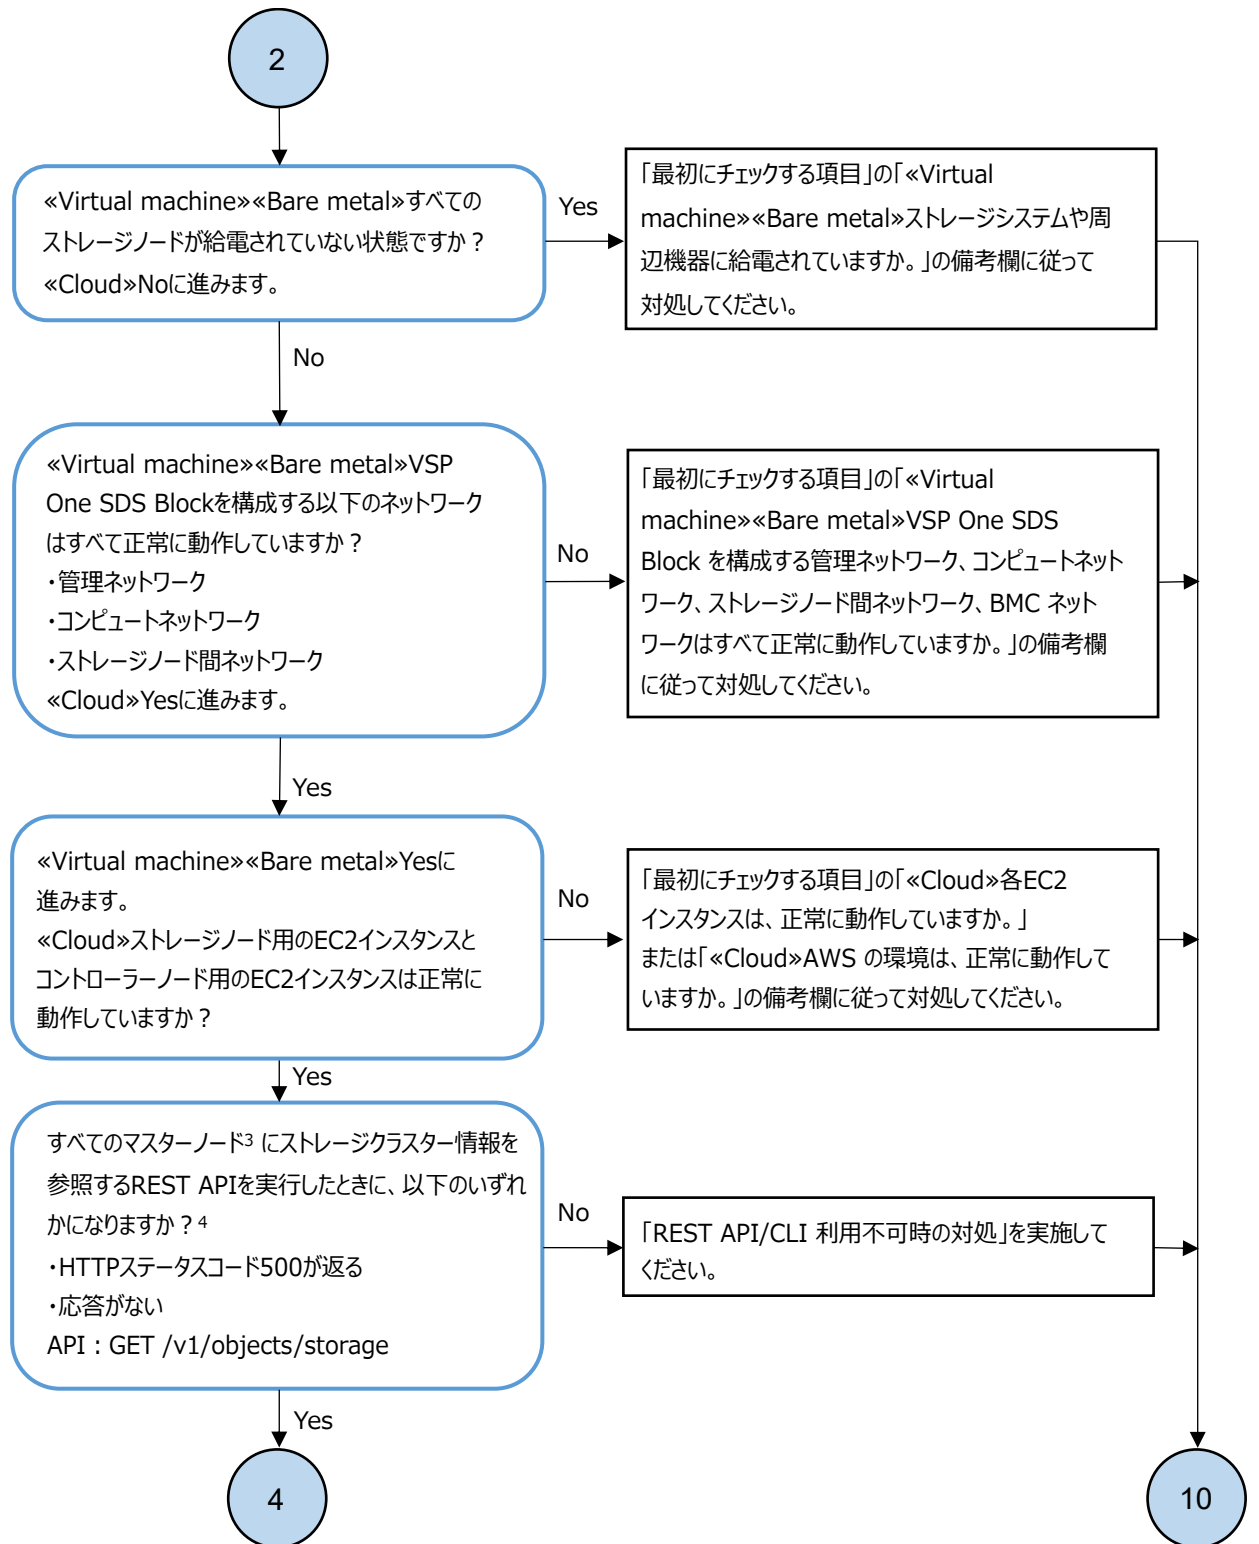 2
«Virtual machine»«Bare metal»すべての
ストレージノードが給電されていない状態ですか？
«Cloud»Noに進みます。
Yes
「最初にチェックする項目」の「«Virtual
machine»«Bare metal»ストレージシステムや周
辺機器に給電されていますか。」の備考欄に従って
対処してください。
No
«Virtual machine»«Bare metal»VSP
One SDS Blockを構成する以下のネットワーク
はすべて正常に動作していますか？
・管理ネットワーク
・コンピュートネットワーク
・ストレージノード間ネットワーク
«Cloud»Yesに進みます。
No
「最初にチェックする項目」の「«Virtual
machine»«Bare metal»VSP One SDS
Block を構成する管理ネットワーク、コンピュートネット
ワーク、ストレージノード間ネットワーク、BMC ネット
ワークはすべて正常に動作していますか。」の備考欄
に従って対処してください。
Yes
«Virtual machine»«Bare metal»Yesに
進みます。
«Cloud»ストレージノード用のEC2インスタンスと
コントローラーノード用のEC2インスタンスは正常に
動作していますか？
No
「最初にチェックする項目」の「«Cloud»各EC2
インスタンスは、正常に動作していますか。」
または「«Cloud»AWS の環境は、正常に動作して
いますか。」の備考欄に従って対処してください。
Yes
すべてのマスターノード3 にストレージクラスター情報を
参照するREST APIを実行したときに、以下のいずれ
かになりますか？4
・HTTPステータスコード500が返る
・応答がない
API：GET /v1/objects/storage
No
「REST API/CLI 利用不可時の対処」を実施して
ください。
Yes
4
10